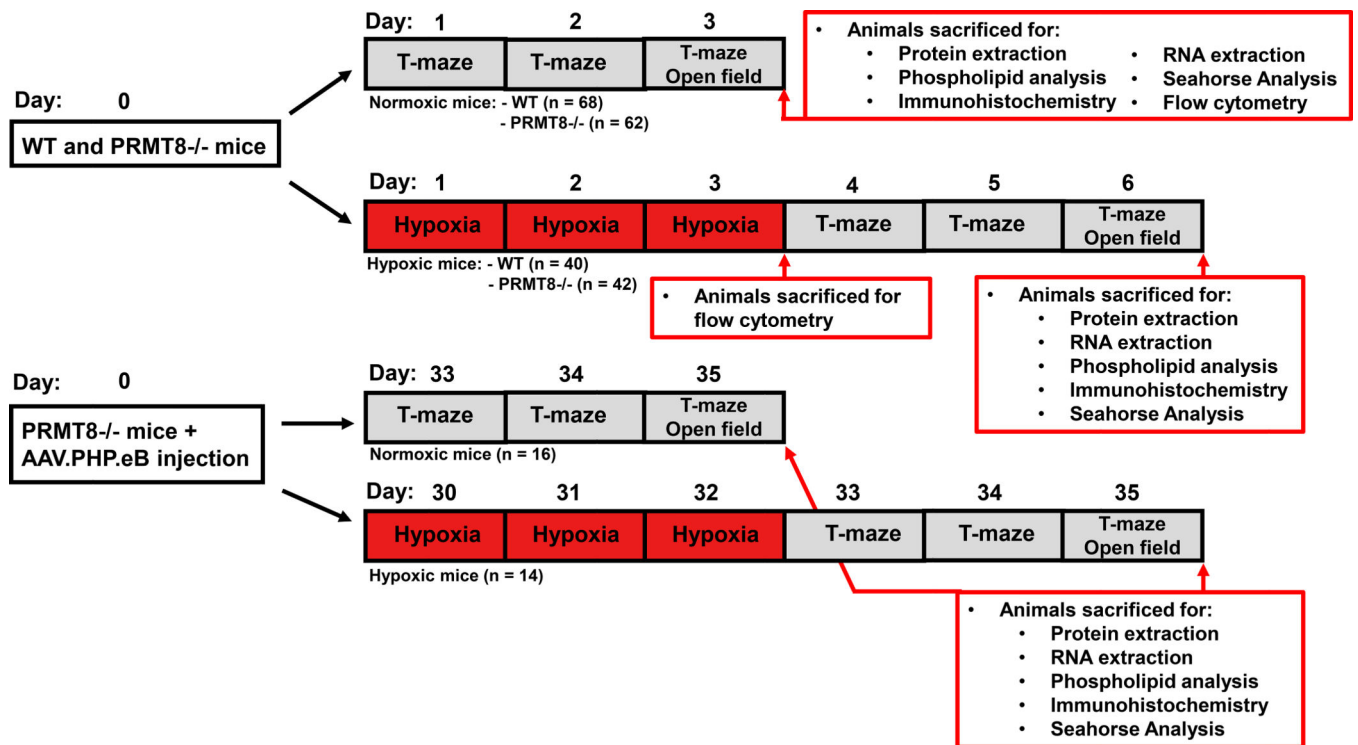 Day: 0
WT and PRMT8-/- mice
Day: 1 2 3
T-maze T-maze T-maze
Open field
Normoxic mice: - WT (n = 68)
- PRMT8-/- (n = 62)
• Animals sacrificed for:
• Protein extraction
• Phospholipid analysis
• Immunohistochemistry
• RNA extraction
• Seahorse Analysis
• Flow cytometry
Day: 1 2 3 4 5 6
Hypoxia Hypoxia Hypoxia T-maze T-maze T-maze
Open field
Hypoxic mice: - WT (n = 40)
- PRMT8-/- (n = 42)
• Animals sacrificed for
flow cytometry
• Animals sacrificed for:
• Protein extraction
• RNA extraction
• Phospholipid analysis
• Immunohistochemistry
• Seahorse Analysis
Day: 0
PRMT8-/- mice +
AAV.PHP.eB injection
Day: 33 34 35
T-maze T-maze T-maze
Open field
Normoxic mice (n = 16)
Day: 30 31 32 33 34 35
Hypoxia Hypoxia Hypoxia T-maze T-maze T-maze
Open field
Hypoxic mice (n = 14)
• Animals sacrificed for:
• Protein extraction
• RNA extraction
• Phospholipid analysis
• Immunohistochemistry
• Seahorse Analysis